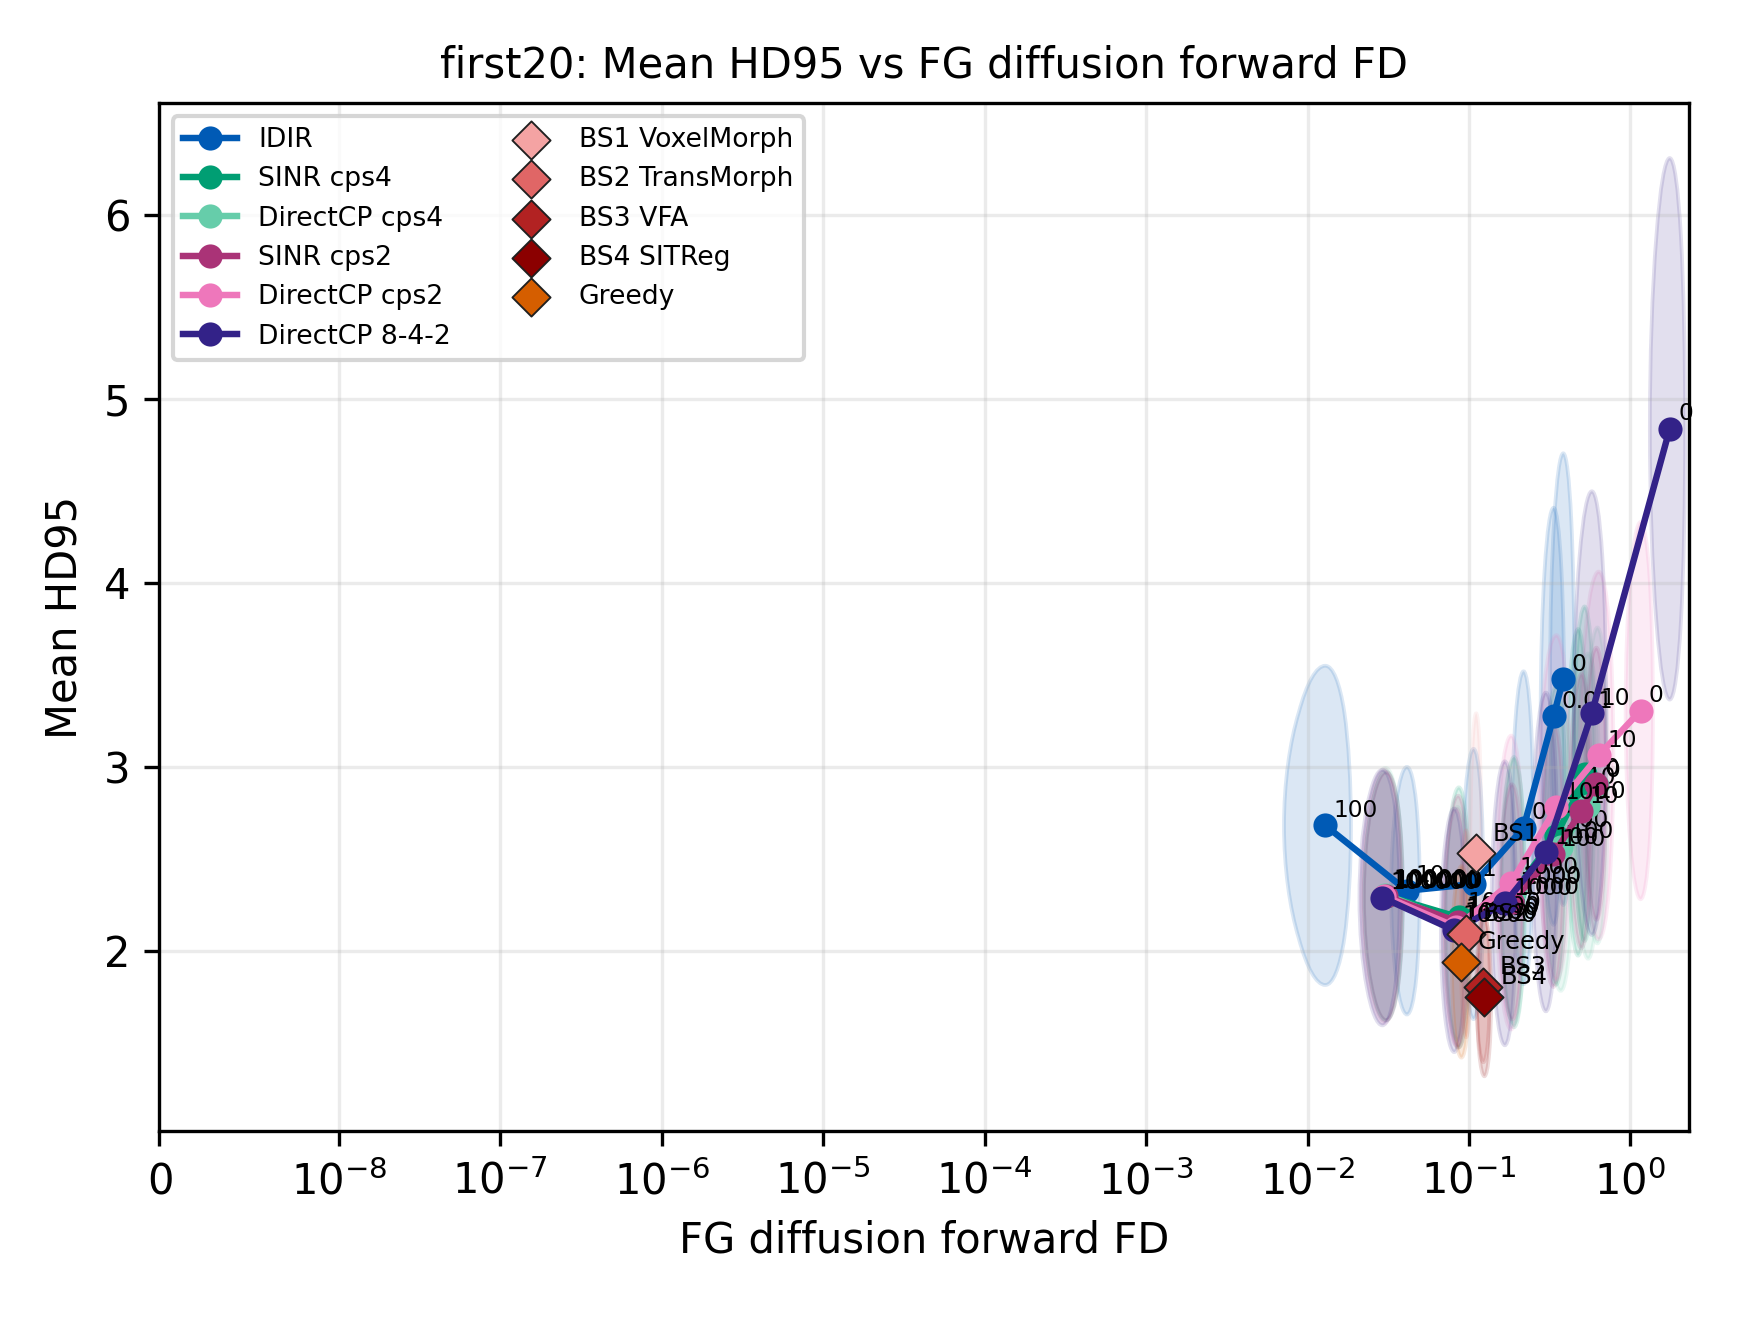 first20: Mean HD95 vs FG diffusion forward FD
IDIR
SINR cps4
DirectCP cps4
SINR cps2
DirectCP cps2
DirectCP 8-4-2
BS1 VoxelMorph
BS2 TransMorph
BS3 VFA
BS4 SITReg
Greedy
Mean HD95
6
5
4
3
2
0
0
0.01
10
0
10
100
BS1
Greedy
BS3
BS4
0
10⁻⁸
10⁻⁷
10⁻⁶
10⁻⁵
10⁻⁴
10⁻³
10⁻²
10⁻¹
10⁰
FG diffusion forward FD